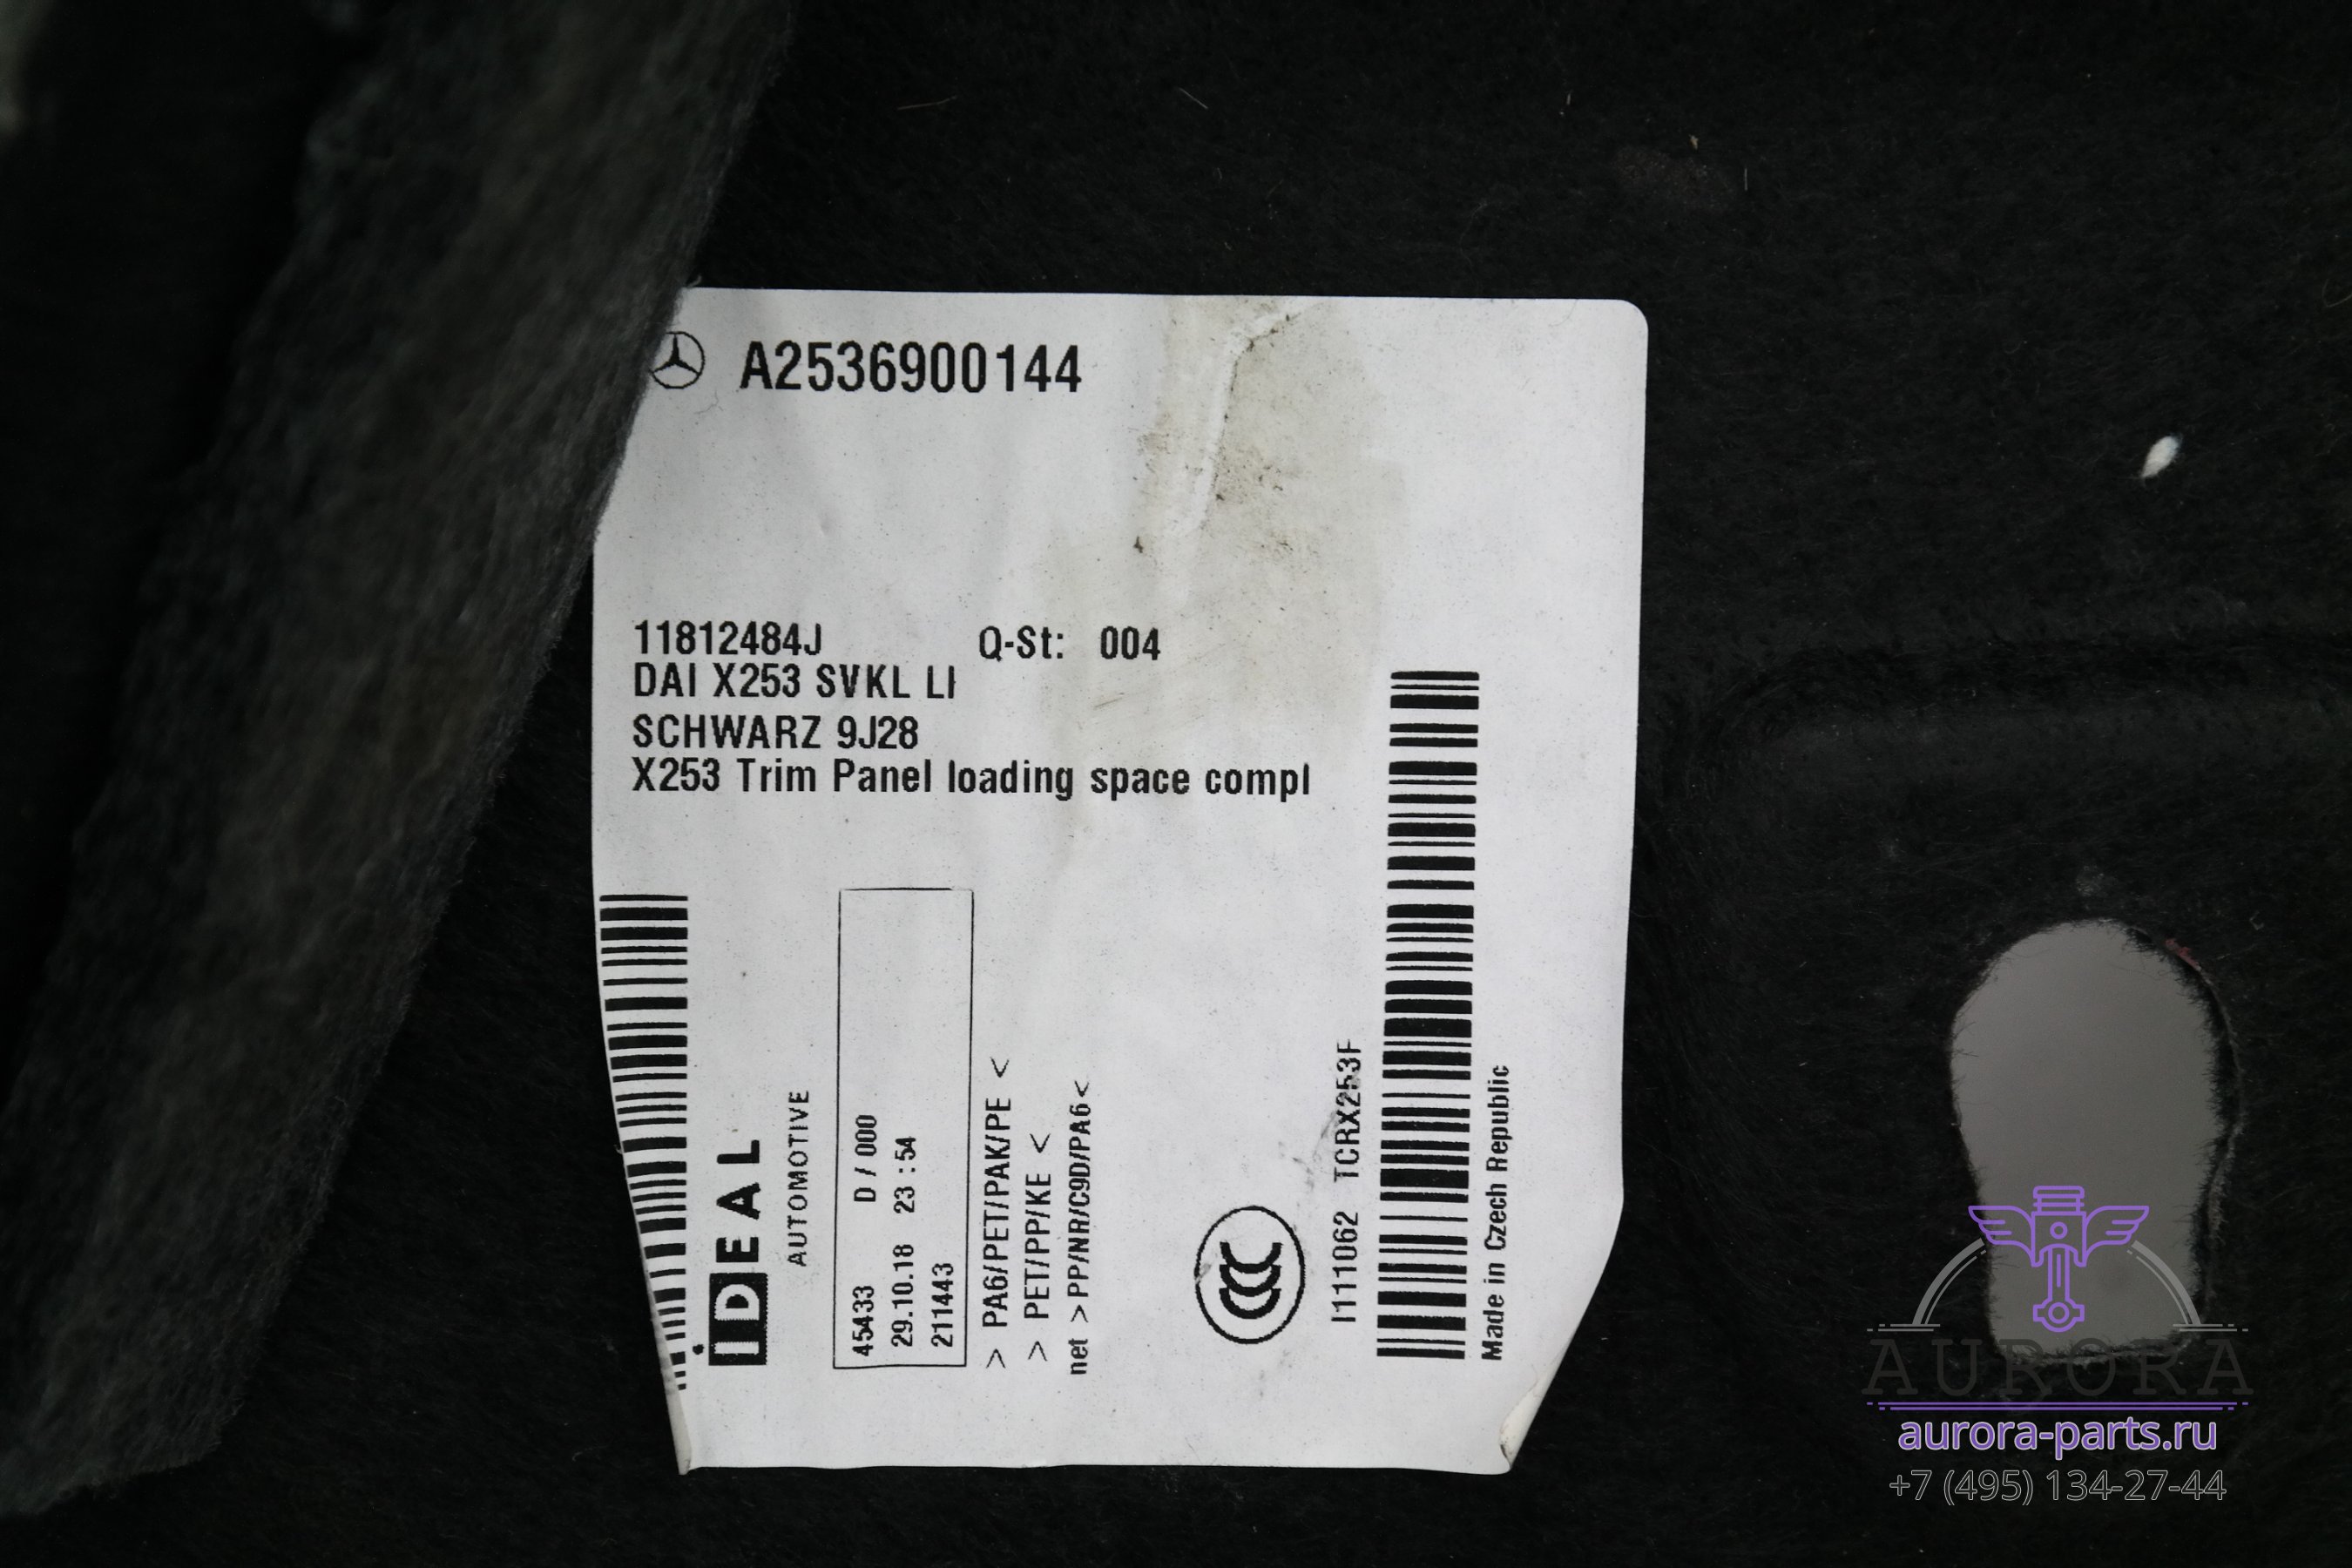 A2536900144
11812484J Q-St: 004
DAI X253 SVKL LI
SCHWARZ 9J28
X253 Trim Panel loading space compl
iDEAL
AUTOMOTIVE
45433 D / 000
29.10.18 23 : 54
211443
> PA6/PET/PAK/PE <
> PET/PP/KE <
net > PP/NR/C9D/PA6 <
CCC
I111062 TCRX253F
Made in Czech Republic
AURORA
aurora-parts.ru
+7 (495) 134-27-44